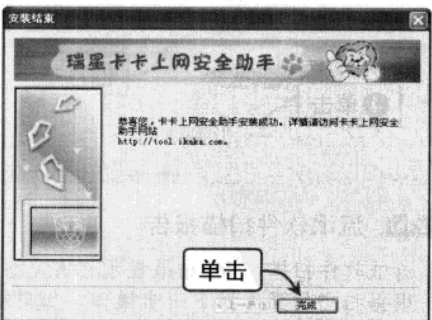 安装结束
瑞星卡卡上网安全助手
恭喜您，卡卡上网安全助手安装成功。详情请访问卡卡上网安全
助手网站
http://tool.ikaka.com。
单击
完成